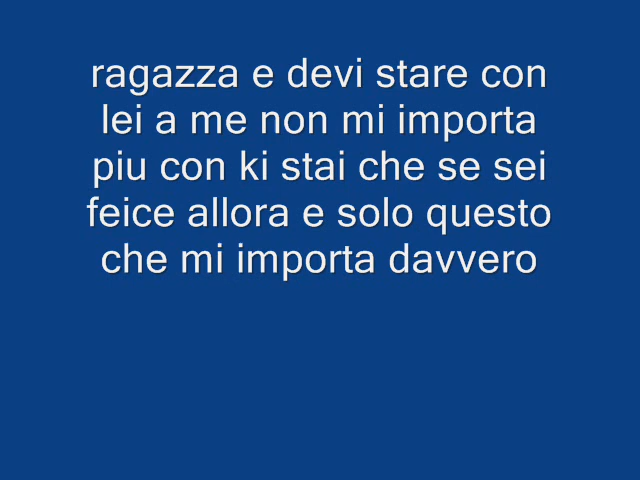 ragazza e devi stare con
lei a me non mi importa
piu con ki stai che se sei
feice allora e solo questo
che mi importa davvero